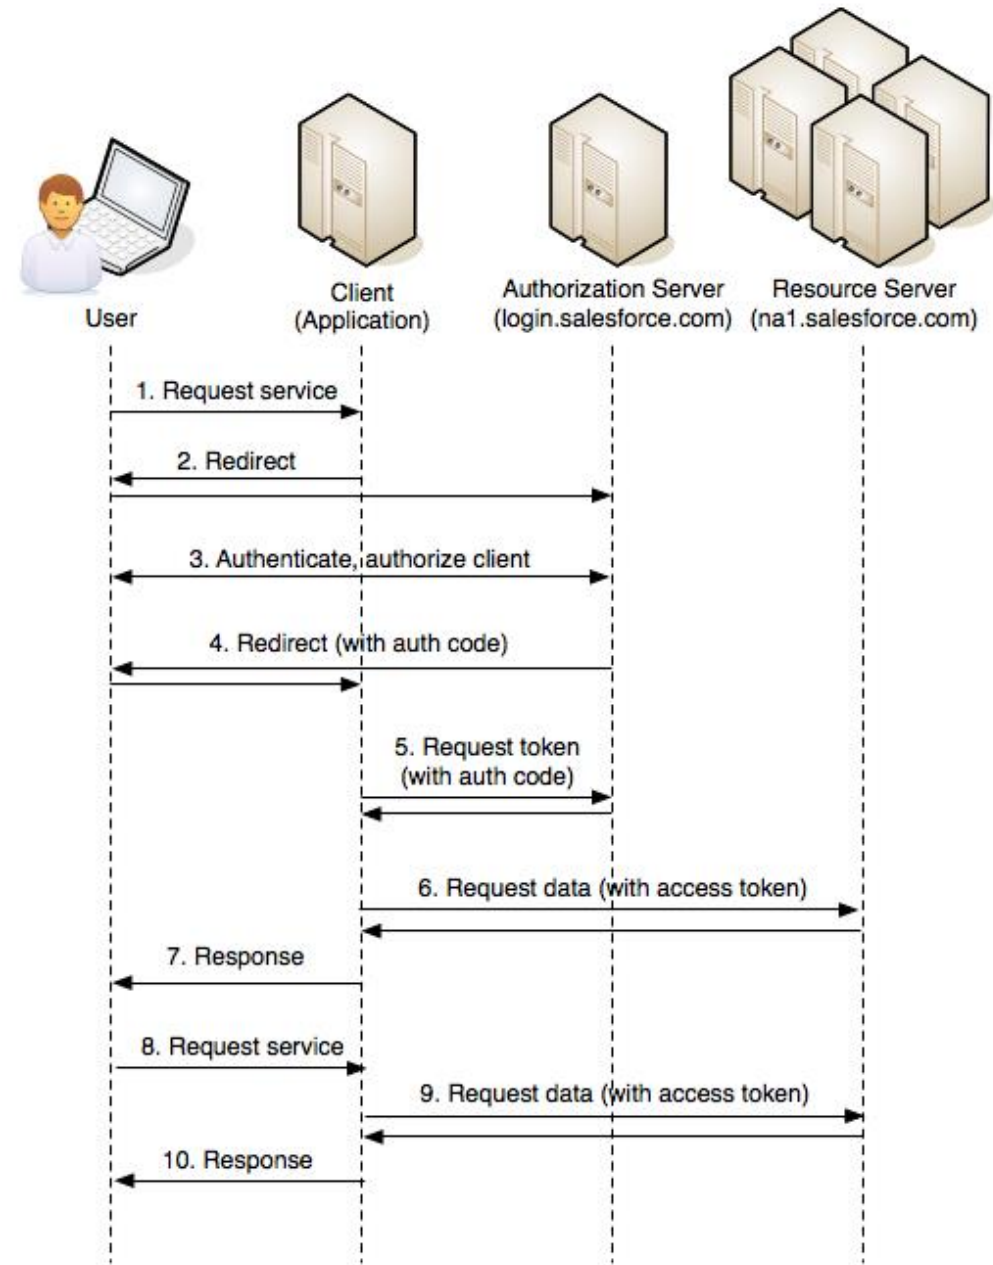 User
Client
(Application)
Authorization Server
(login.salesforce.com)
Resource Server
(na1.salesforce.com)
1. Request service
2. Redirect
3. Authenticate, authorize client
4. Redirect (with auth code)
5. Request token
(with auth code)
6. Request data (with access token)
7. Response
8. Request service
9. Request data (with access token)
10. Response